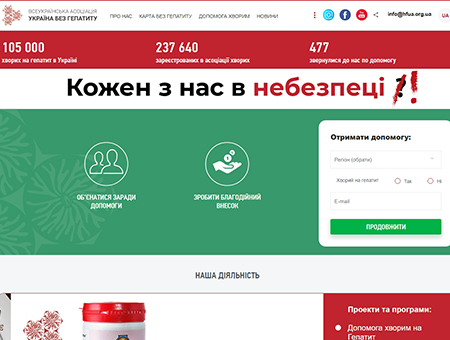 ВСЕУКРАЇНСЬКА АСОЦІАЦІЯ
УКРАЇНА БЕЗ ГЕПАТИТУ
ПРО НАС КАРТА БЕЗ ГЕПАТИТУ ДОПОМОГА ХВОРИМ НОВИНИ
info@hfua.org.ua
UA
105 000
хворих на гепатит в Україні
237 640
зареєстрованих в асоціації хворих
477
звернулися до нас по допомогу
Кожен з нас в небезпеці ?!
ОБ'ЄНАТИСЯ ЗАРАДИ
ДОПОМОГИ
ЗРОБИТИ БЛАГОДІЙНИЙ
ВНЕСОК
Отримати допомогу:
Регіон (обрати)
Хворий на гепатит Так Ні
E-mail
ПРОДОВЖИТИ
НАША ДІЯЛЬНІСТЬ
Проекти та програми:
Допомога хворим на
Гепатит